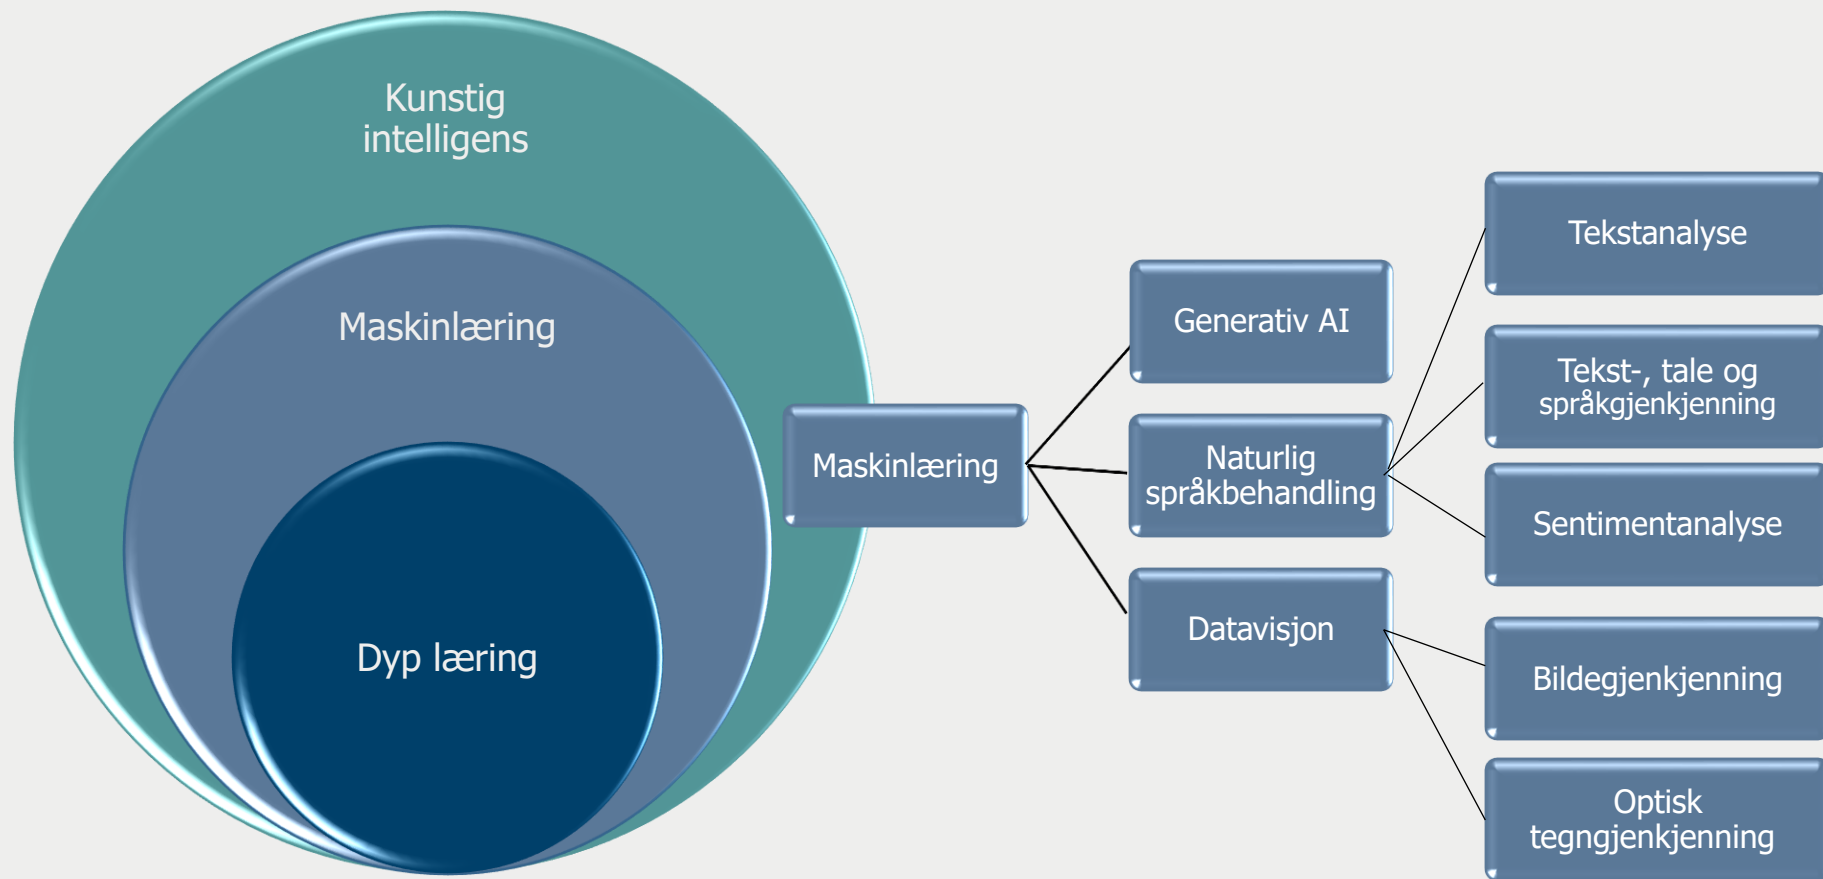 Kunstig
intelligens
Maskinlæring
Dyp læring
Maskinlæring
Generativ AI
Naturlig
språkbehandling
Datavisjon
Tekstanalyse
Tekst-, tale og
språkgjenkjenning
Sentimentanalyse
Bildegjenkjenning
Optisk
tegngjenkjenning